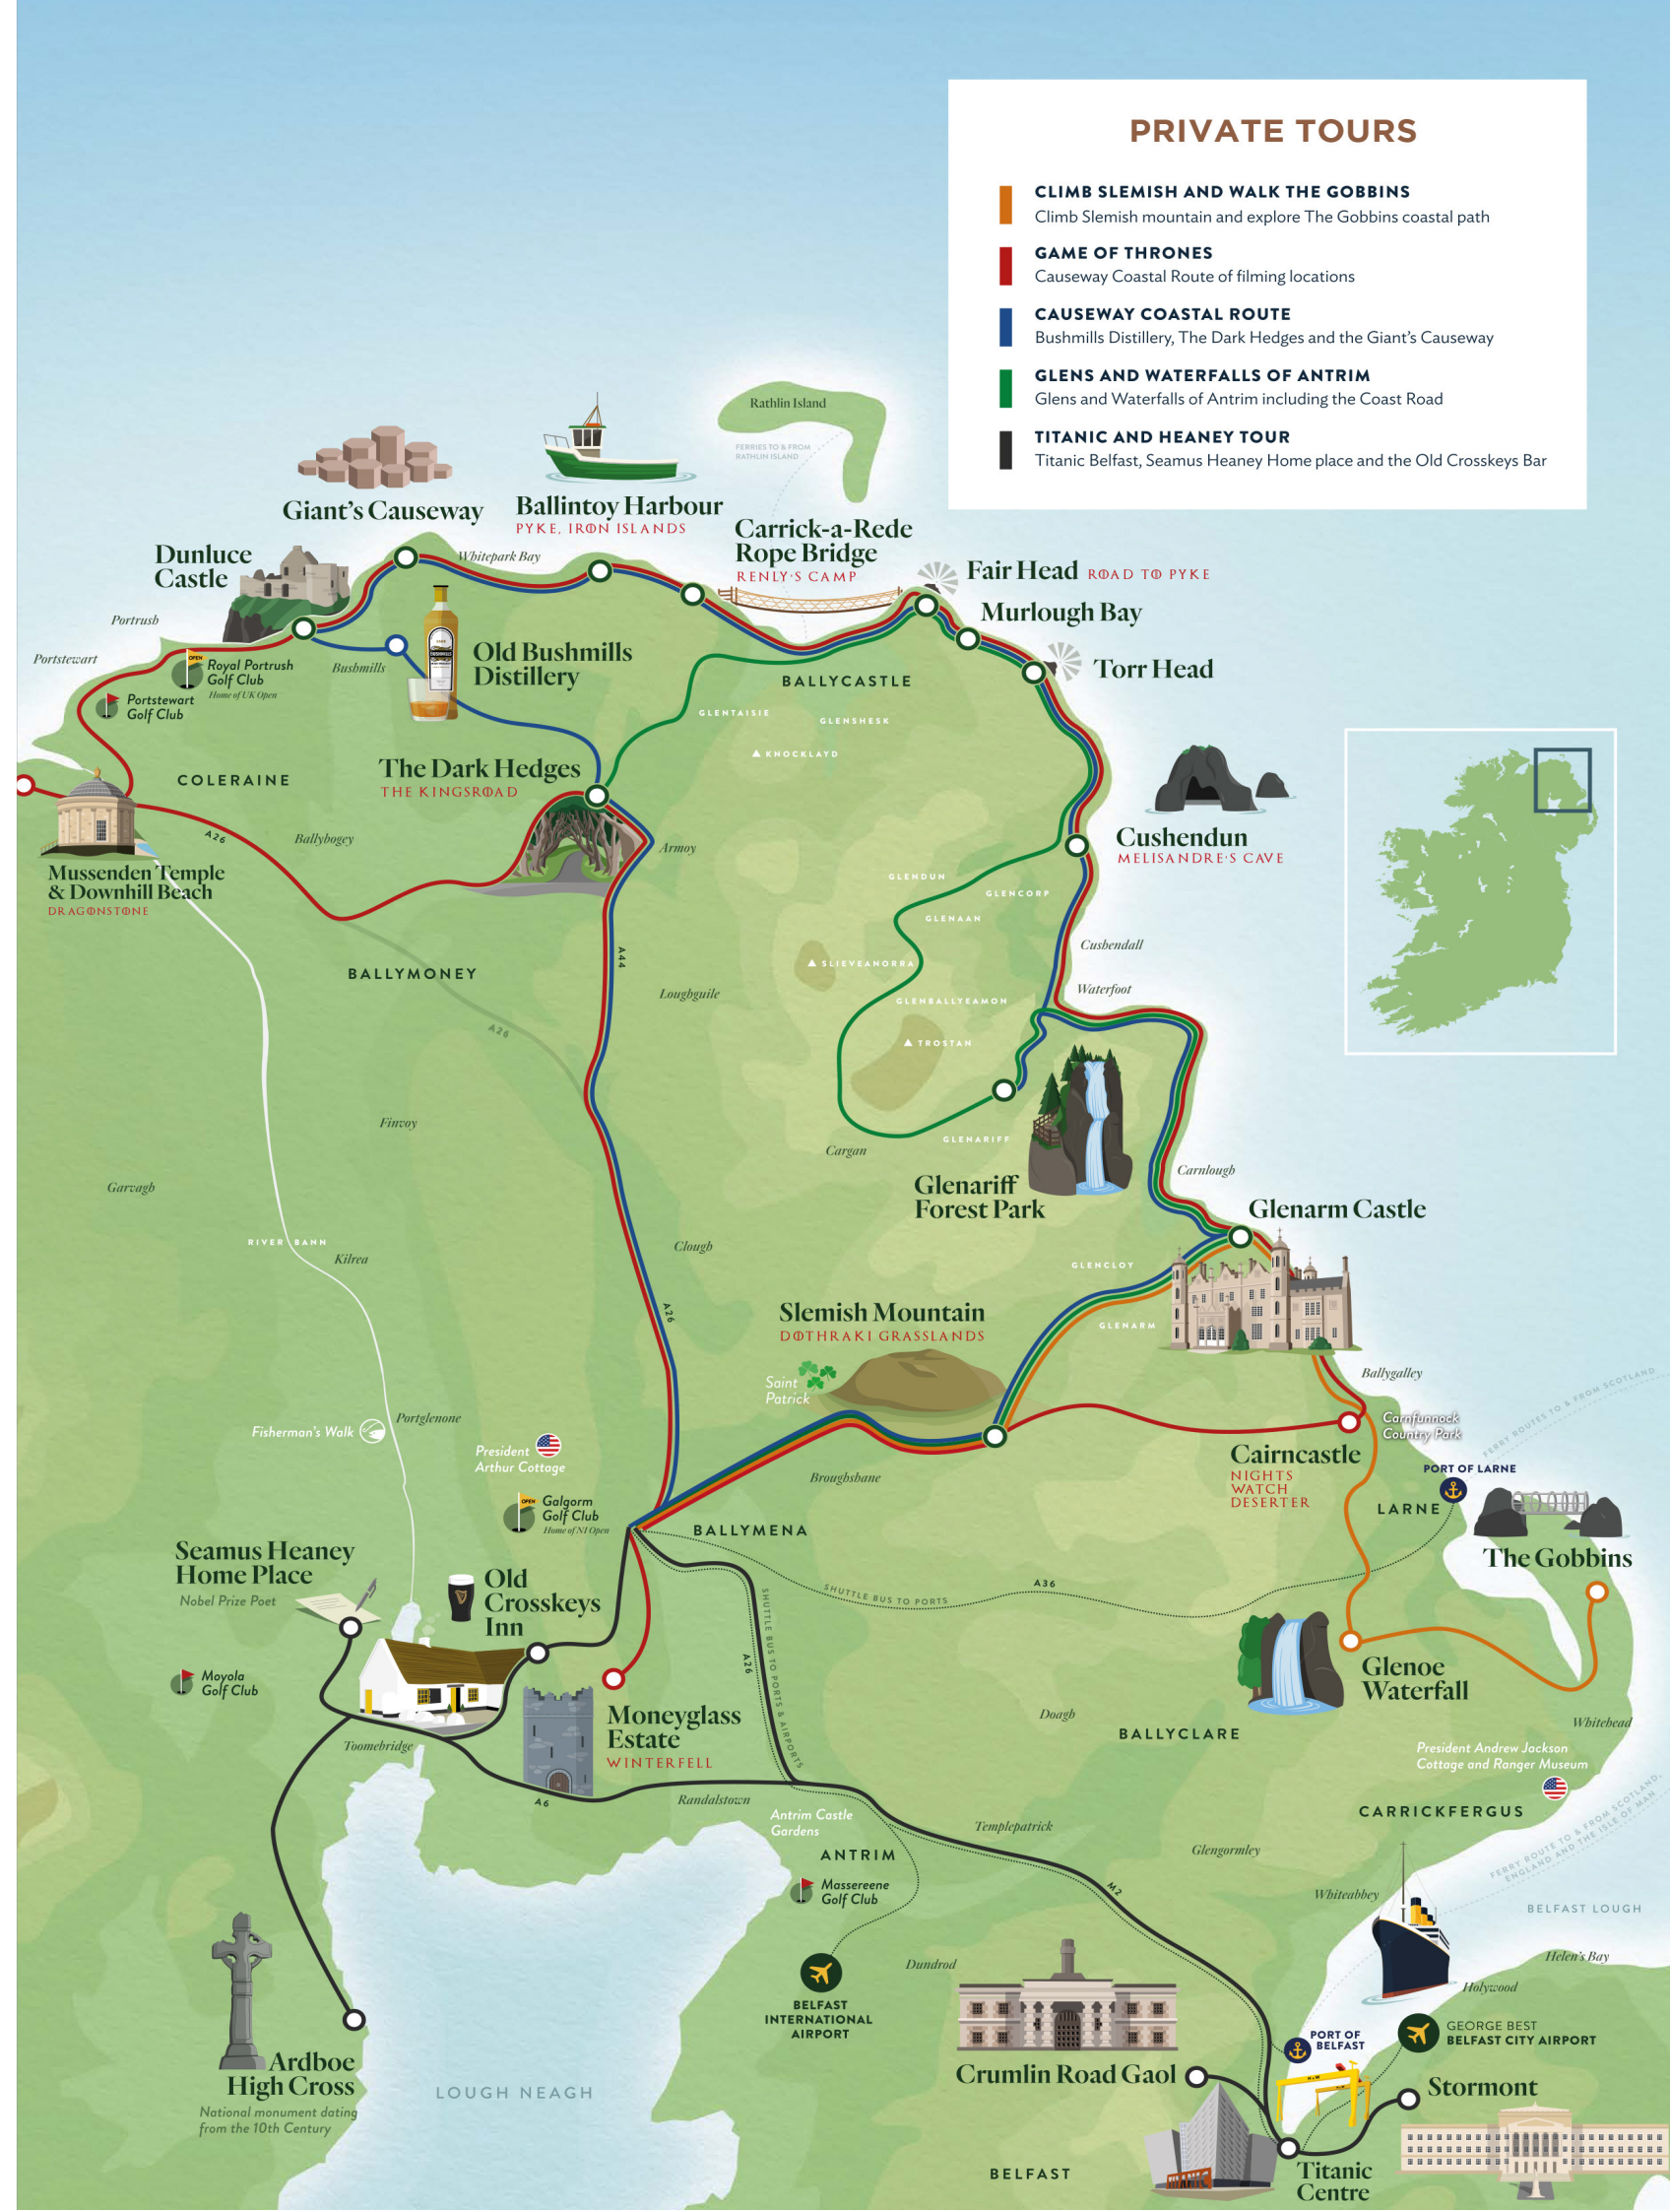 PRIVATE TOURS
CLIMB SLEMISH AND WALK THE GOBBINS
Climb Slemish mountain and explore The Gobbins coastal path
GAME OF THRONES
Causeway Coastal Route of filming locations
CAUSEWAY COASTAL ROUTE
Bushmills Distillery, The Dark Hedges and the Giant's Causeway
GLENS AND WATERFALLS OF ANTRIM
Glens and Waterfalls of Antrim including the Coast Road
TITANIC AND HEANEY TOUR
Titanic Belfast, Seamus Heaney Home place and the Old Crosskeys Bar
Rathlin Island
FERRIES TO & FROM
RATHLIN ISLAND
Giant's Causeway
Ballintoy Harbour
PYKE, IRON ISLANDS
Whitepark Bay
Carrick-a-Rede
Rope Bridge
RENLY'S CAMP
Fair Head ROAD TO PYKE
Murlough Bay
Torr Head
Dunluce
Castle
Portrush
Portstewart
OPEN
Royal Portrush
Golf Club
Home of UK Open
Portstewart
Golf Club
Bushmills
BUSHMILLS
Old Bushmills
Distillery
BALLYCASTLE
GLENTAISIE
GLENSHESK
KNOCKLAYD
The Dark Hedges
THE KINGSROAD
COLERAINE
A26
Ballybogey
Armoy
Mussenden Temple
& Downhill Beach
DRAGONSTONE
Cushendun
MELISANDRE'S CAVE
GLENDUN
GLENCORP
GLENAAN
Cushendall
SLIEVEANORRA
Waterfoot
GLENBALLYEAMON
TROSTAN
BALLYMONEY
A44
Loughguile
A26
Finvoy
Cargan
GLENARIFF
Glenariff
Forest Park
Carnlough
Garvagh
RIVER BANN
Kilrea
Clough
Glenarm Castle
GLENCLOY
GLENARM
A26
Slemish Mountain
DOTHRAKI GRASSLANDS
Saint
Patrick
Ballygalley
FERRY ROUTES TO & FROM SCOTLAND
Carnfunnock
Country Park
Cairncastle
NIGHTS
WATCH
DESERTER
PORT OF LARNE
LARNE
The Gobbins
Fisherman's Walk
Portglenone
President
Arthur Cottage
Broughshane
OPEN
Galgorm
Golf Club
Home of NI Open
BALLYMENA
SHUTTLE BUS TO PORTS
A36
Seamus Heaney
Home Place
Nobel Prize Poet
Old
Crosskeys
Inn
A26
SHUTTLE BUS TO PORTS & AIRPORTS
Moyola
Golf Club
Moneyglass
Estate
WINTERFELL
Glenoe
Waterfall
Doagh
BALLYCLARE
Whitehead
President Andrew Jackson
Cottage and Ranger Museum
Toomebridge
A6
Randalstown
CARRICKFERGUS
FERRY ROUTE TO & FROM SCOTLAND,
ENGLAND AND THE ISLE OF MAN
Antrim Castle
Gardens
Templepatrick
Glengormley
ANTRIM
Massereene
Golf Club
M2
Whiteabbey
BELFAST LOUGH
Helen's Bay
Holywood
Dundrod
BELFAST
INTERNATIONAL
AIRPORT
PORT OF
BELFAST
GEORGE BEST
BELFAST CITY AIRPORT
Ardboe
High Cross
National monument dating
from the 10th Century
LOUGH NEAGH
Crumlin Road Gaol
Stormont
BELFAST
Titanic
Centre